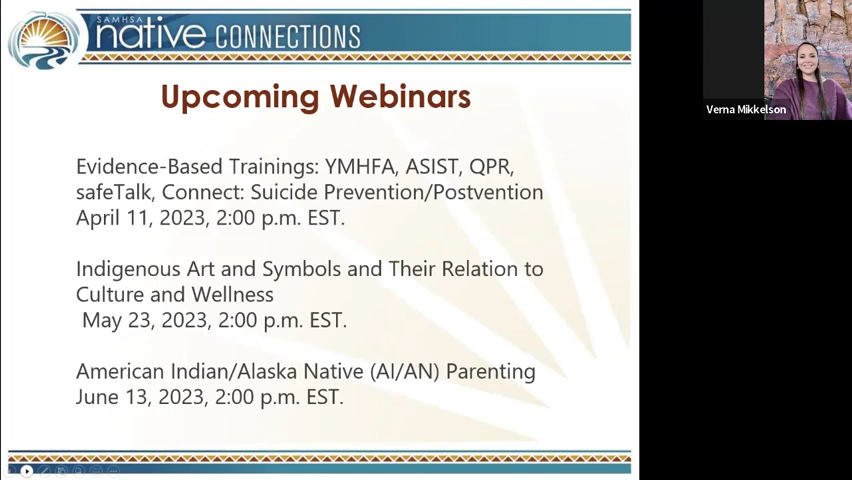 SAMHSA
native CONNECTIONS
Verna Mikkelson
Upcoming Webinars
Evidence-Based Trainings: YMHFA, ASIST, QPR,
safeTalk, Connect: Suicide Prevention/Postvention
April 11, 2023, 2:00 p.m. EST.
Indigenous Art and Symbols and Their Relation to
Culture and Wellness
May 23, 2023, 2:00 p.m. EST.
American Indian/Alaska Native (AI/AN) Parenting
June 13, 2023, 2:00 p.m. EST.